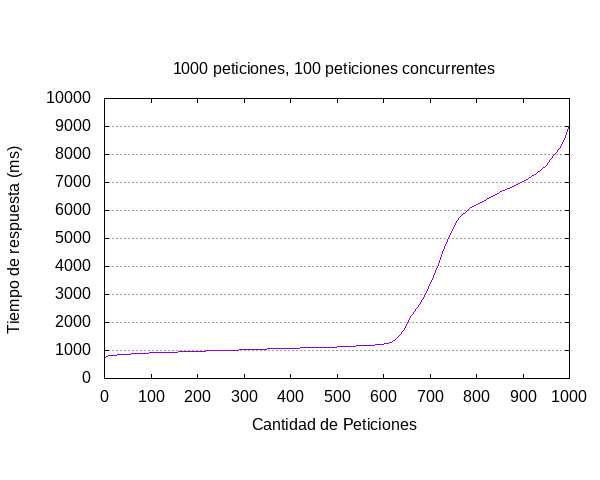 1000 peticiones, 100 peticiones concurrentes
10000
9000
8000
7000
6000
5000
4000
3000
2000
1000
0
Tiempo de respuesta (ms)
0 100 200 300 400 500 600 700 800 900 1000
Cantidad de Peticiones